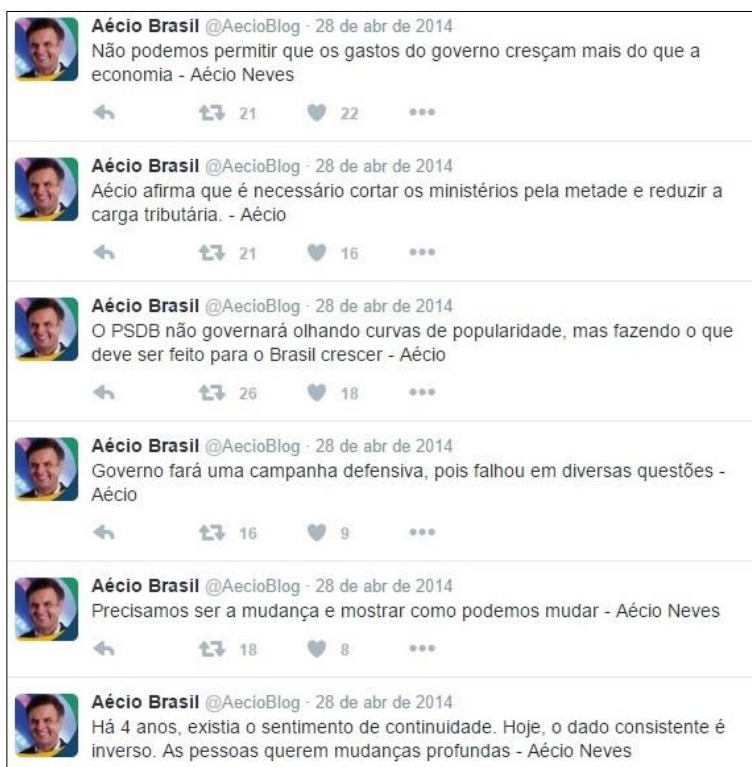 Aécio Brasil @AecioBlog · 28 de abr de 2014
Não podemos permitir que os gastos do governo cresçam mais do que a
economia - Aécio Neves
21 22
Aécio Brasil @AecioBlog · 28 de abr de 2014
Aécio afirma que é necessário cortar os ministérios pela metade e reduzir a
carga tributária. - Aécio
21 16
Aécio Brasil @AecioBlog · 28 de abr de 2014
O PSDB não governará olhando curvas de popularidade, mas fazendo o que
deve ser feito para o Brasil crescer - Aécio
26 18
Aécio Brasil @AecioBlog · 28 de abr de 2014
Governo fará uma campanha defensiva, pois falhou em diversas questões -
Aécio
16 9
Aécio Brasil @AecioBlog · 28 de abr de 2014
Precisamos ser a mudança e mostrar como podemos mudar - Aécio Neves
18 8
Aécio Brasil @AecioBlog · 28 de abr de 2014
Há 4 anos, existia o sentimento de continuidade. Hoje, o dado consistente é
inverso. As pessoas querem mudanças profundas - Aécio Neves